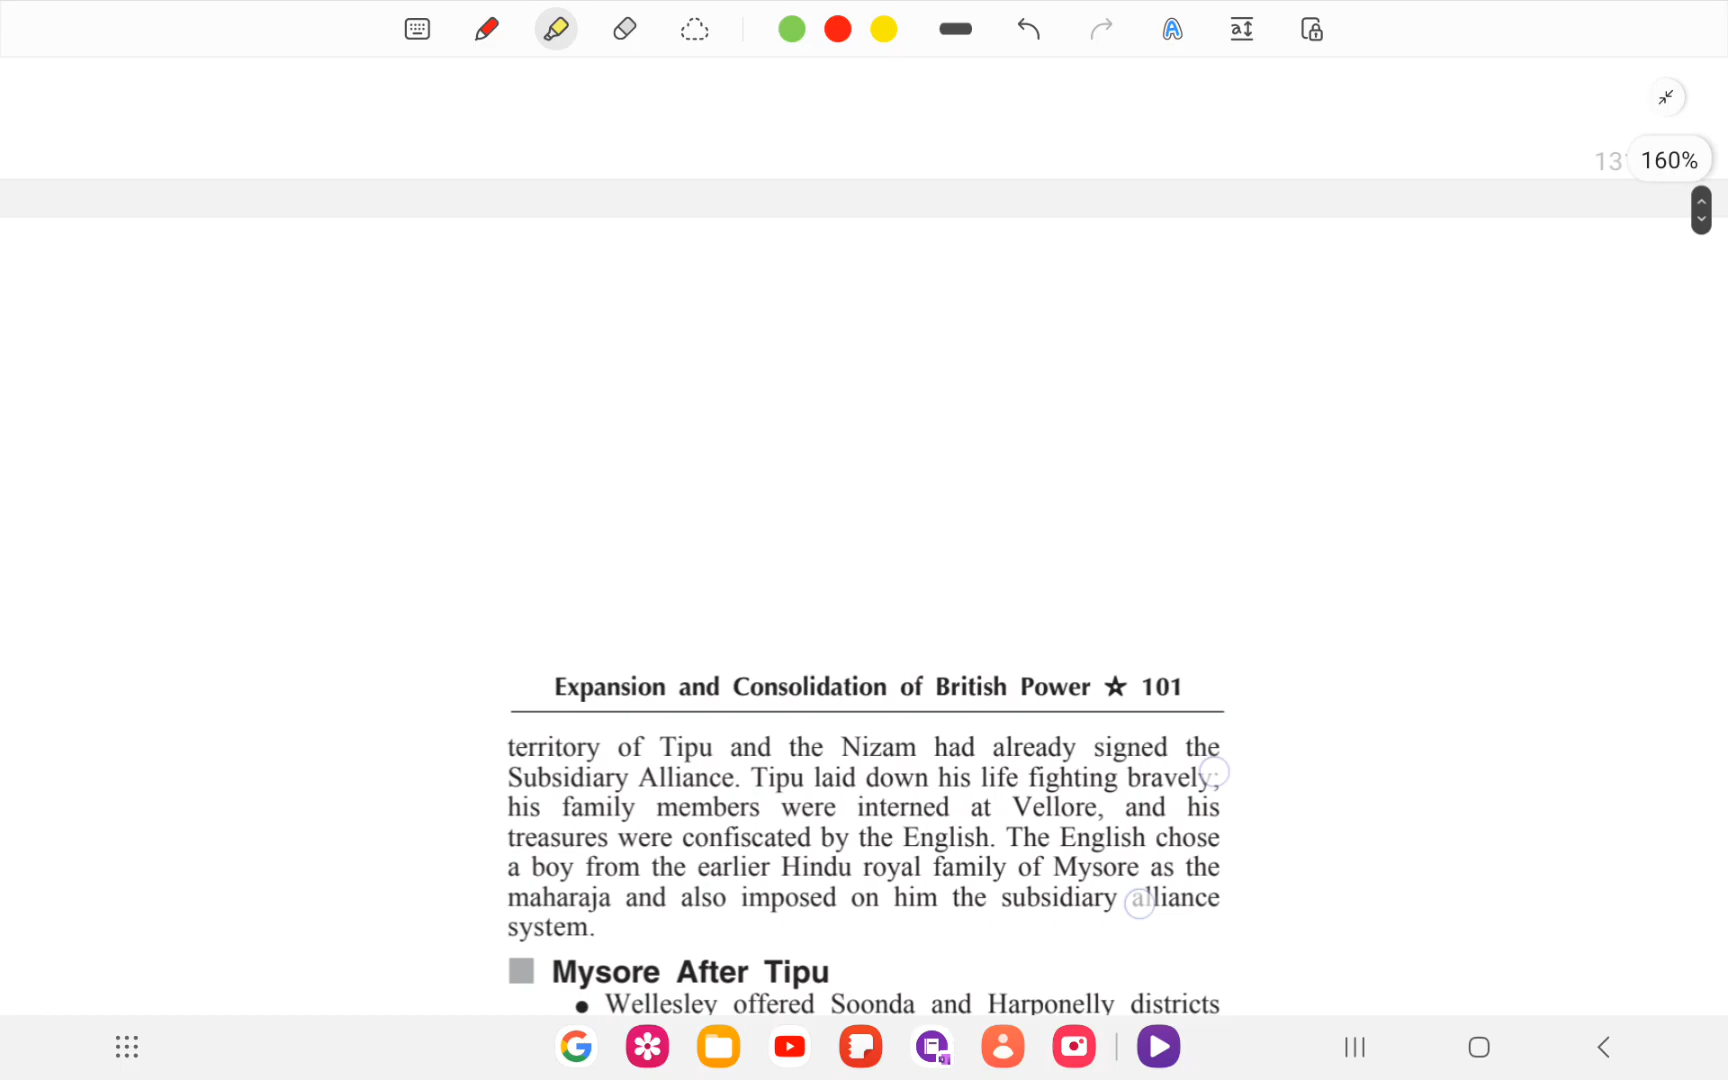 160%
Expansion and Consolidation of British Power ☆ 101
territory of Tipu and the Nizam had already signed the
Subsidiary Alliance. Tipu laid down his life fighting bravely;
his family members were interned at Vellore, and his
treasures were confiscated by the English. The English chose
a boy from the earlier Hindu royal family of Mysore as the
maharaja and also imposed on him the subsidiary alliance
system.
Mysore After Tipu
● Wellesley offered Soonda and Harponelly districts